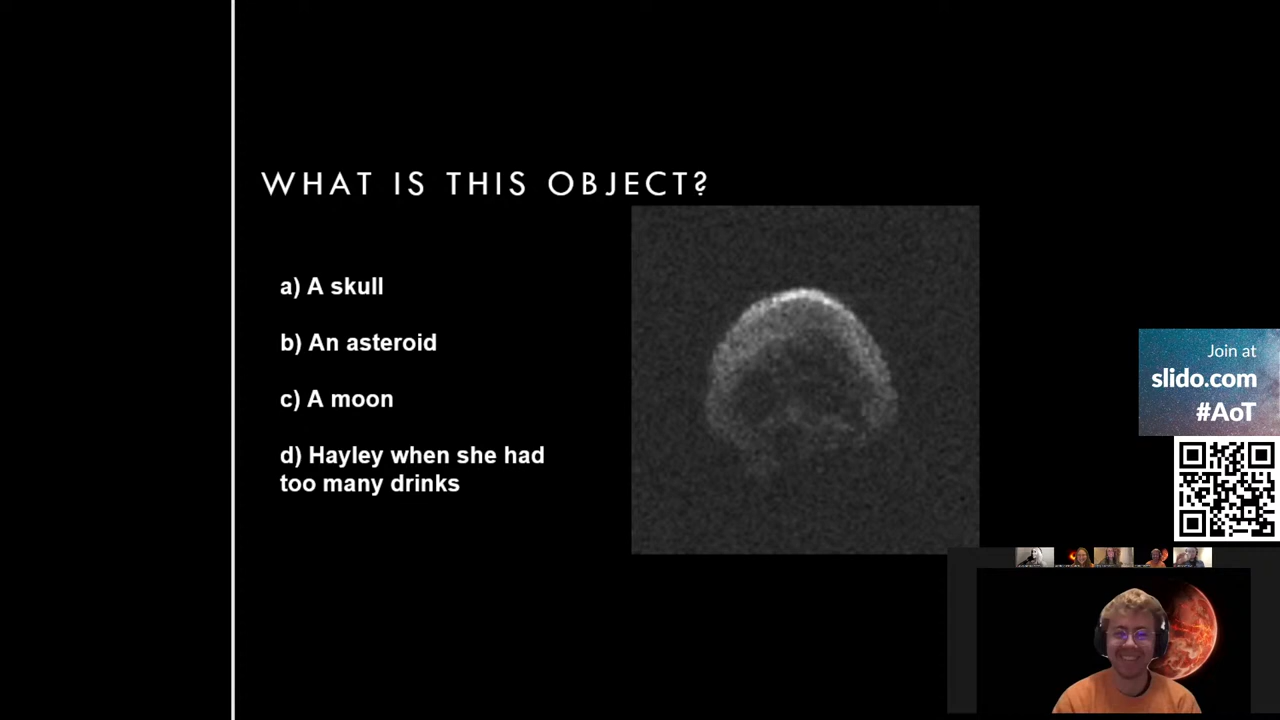 WHAT IS THIS OBJECT?
a) A skull
b) An asteroid
c) A moon
d) Hayley when she had
too many drinks
Join at
slido.com
#AoT